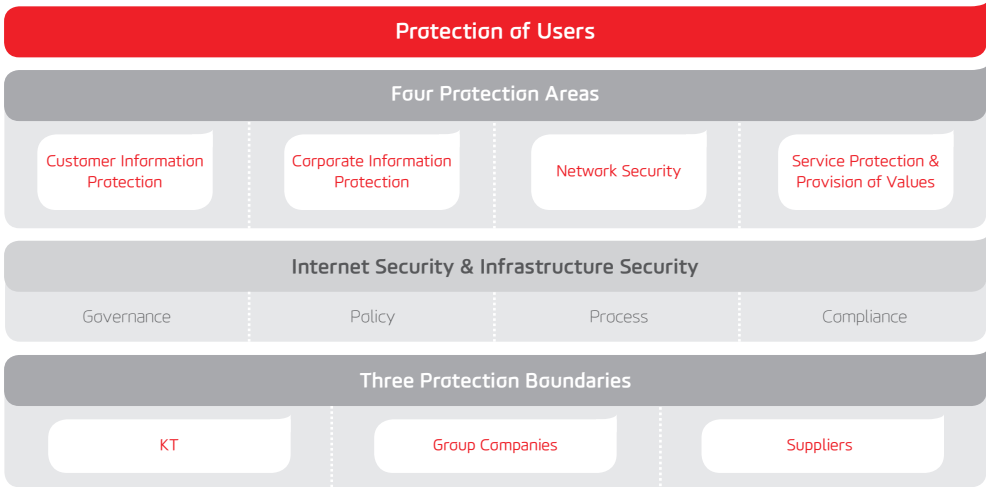 Protection of Users
Four Protection Areas
Customer Information
Protection
Corporate Information
Protection
Network Security
Service Protection &
Provision of Values
Internet Security & Infrastructure Security
Governance
Policy
Process
Compliance
Three Protection Boundaries
KT
Group Companies
Suppliers